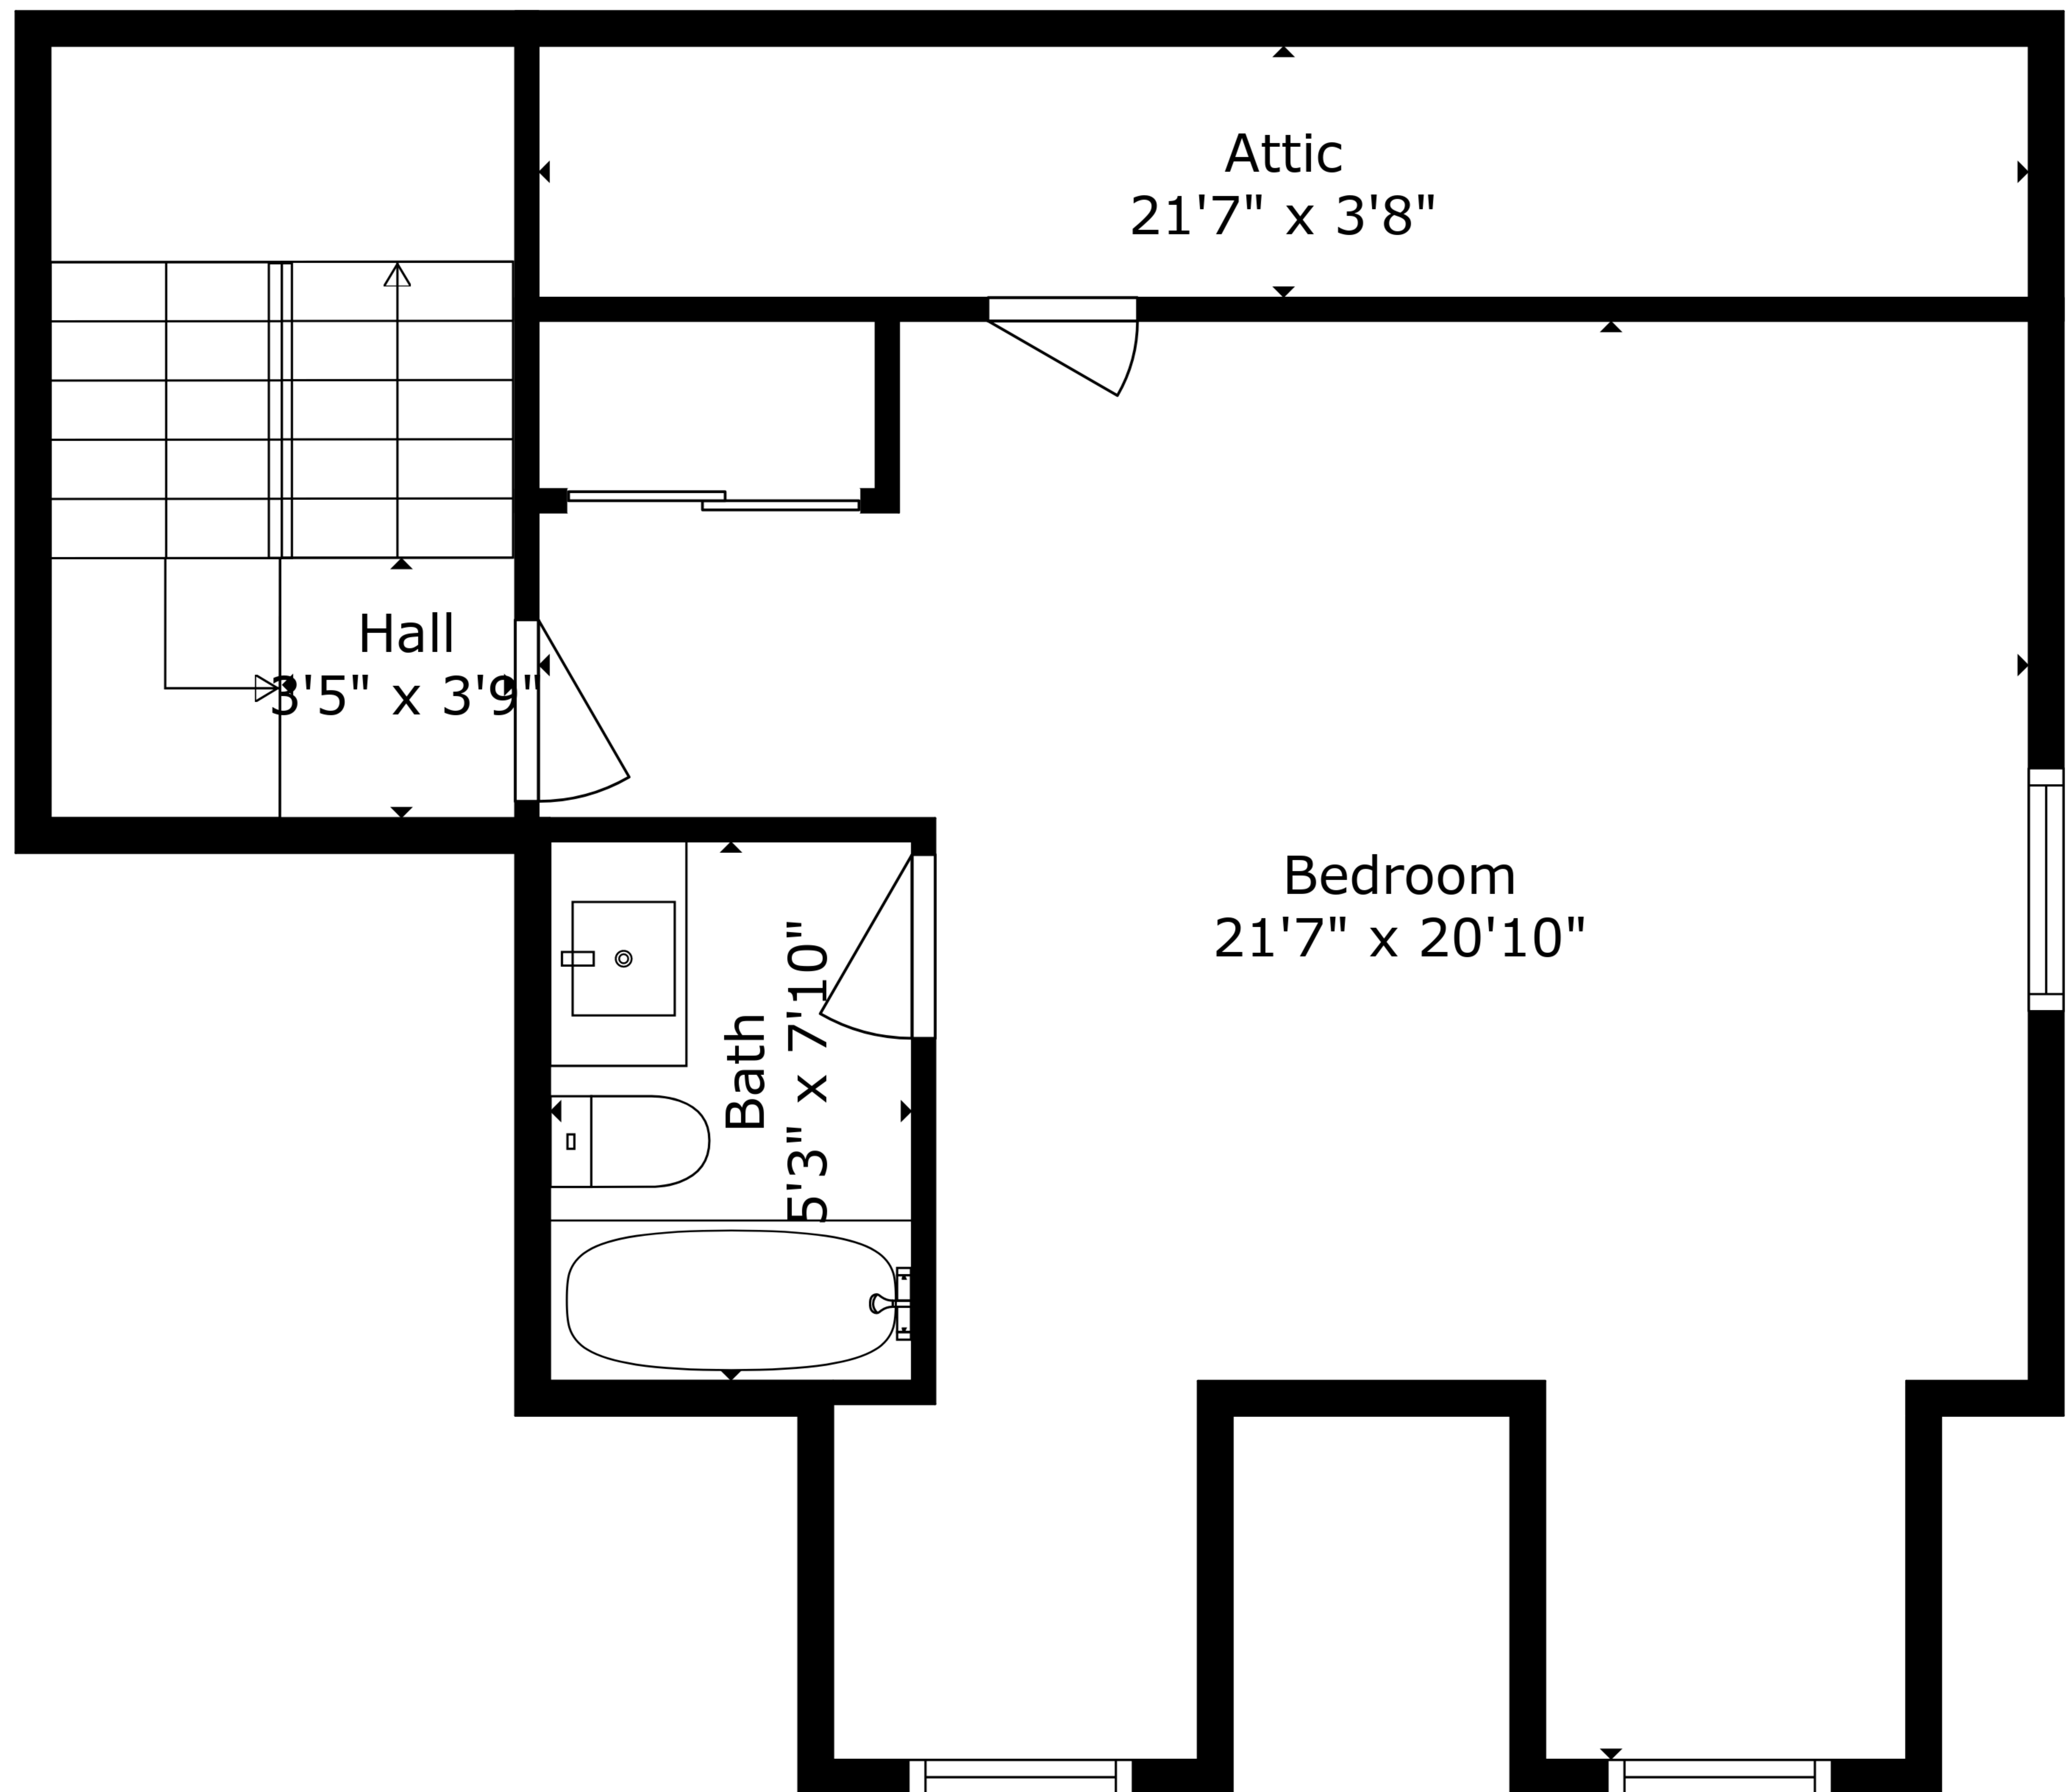 Attic
21'7" x 3'8"
Hall
3'5" x 3'9"
Bedroom
21'7" x 20'10"
Bath
5'3" x 7'10"